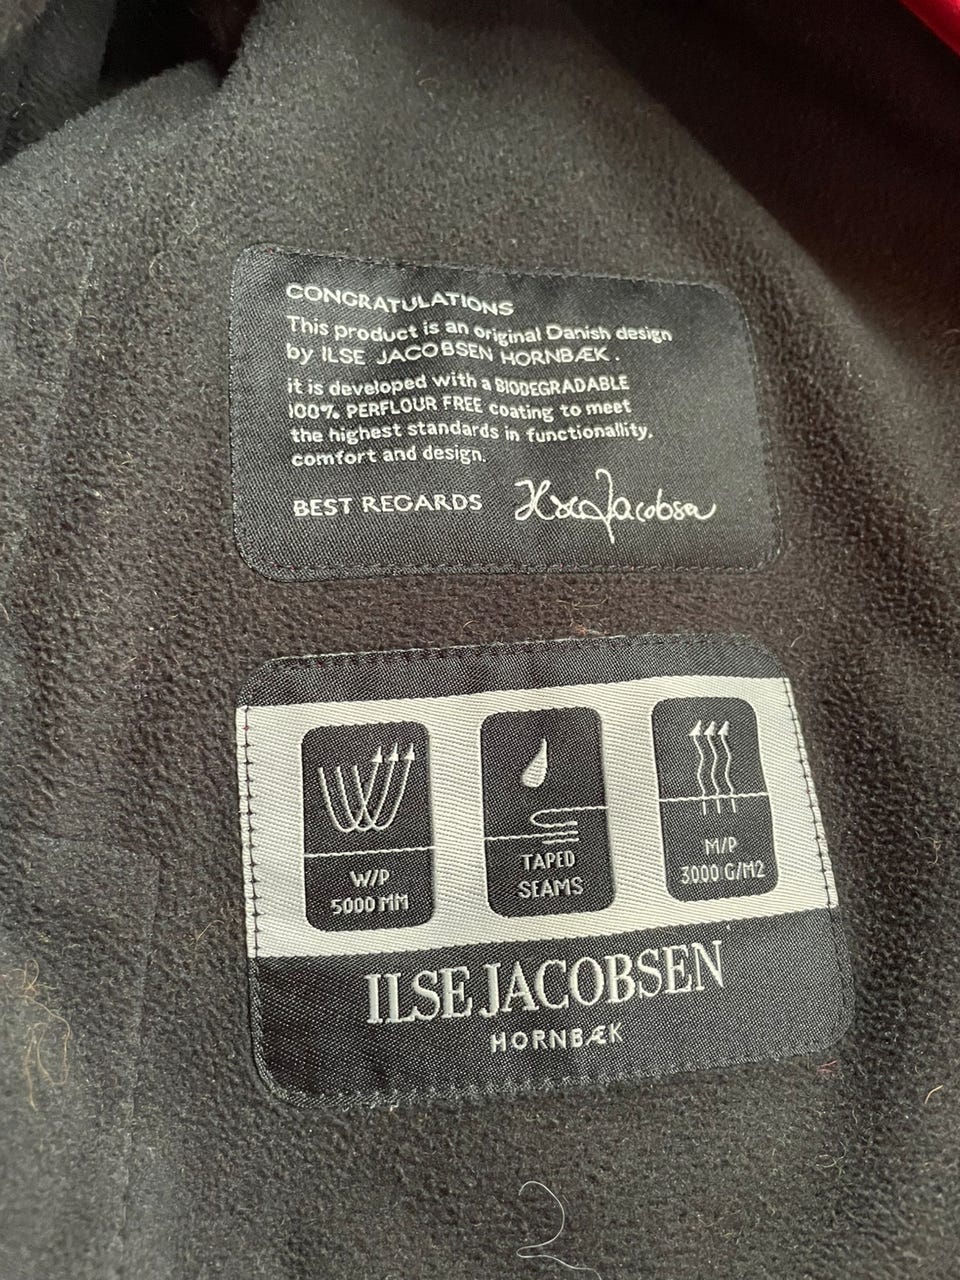 CONGRATULATIONS
This product is an original Danish design
by ILSE JACOBSEN HORNBÆK.
it is developed with a BIODEGRADABLE
100% PERFLOUR FREE coating to meet
the highest standards in functionallity,
comfort and design.
BEST REGARDS Ilse Jacobsen
W/P
5000 MM
TAPED
SEAMS
M/P
3000 G/M2
ILSE JACOBSEN
HORNBÆK